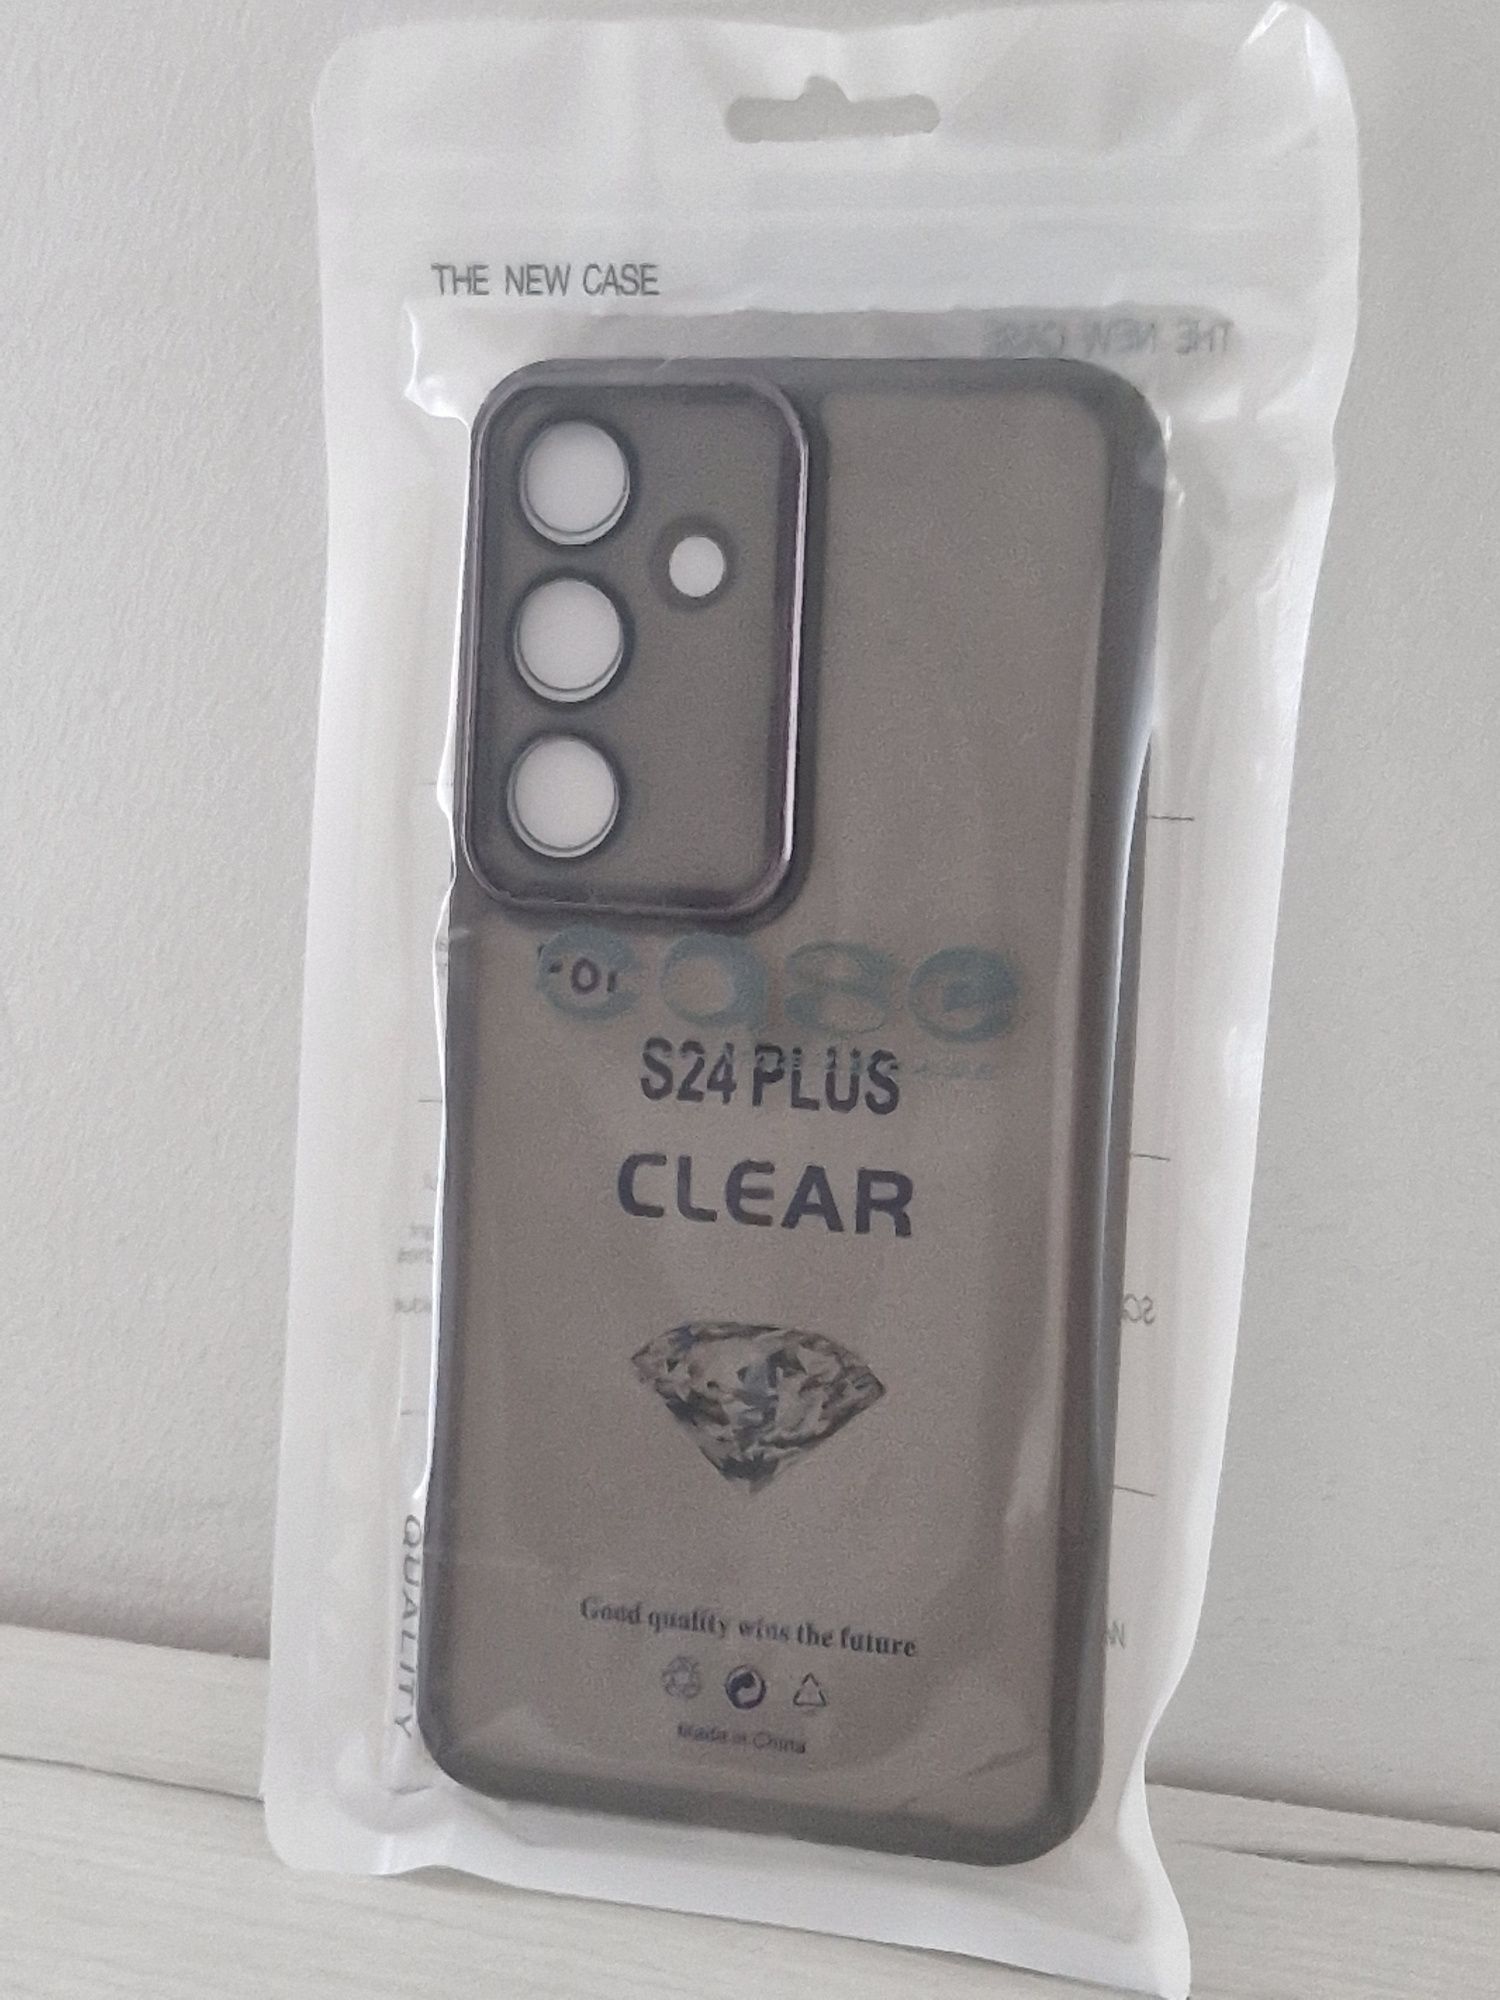 THE NEW CASE
THE NEW CASE
case
For
S24 PLUS
CLEAR
Good quality wins the future
Made in China
QUALITY